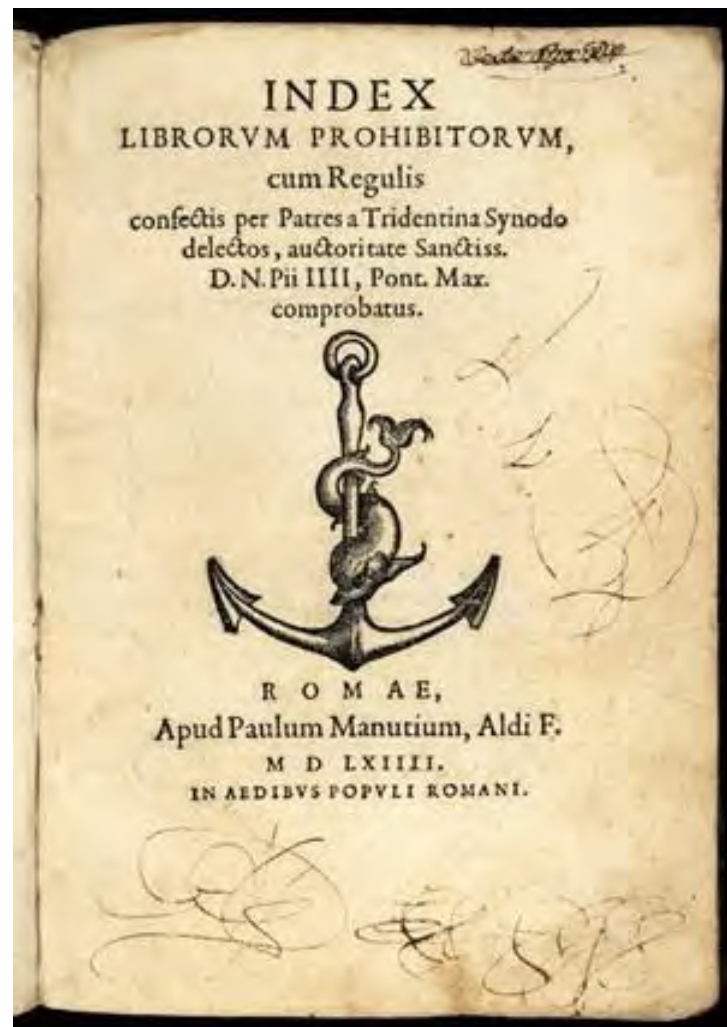 INDEX
LIBRORVM PROHIBITORVM,
cum Regulis
confectis per Patres a Tridentina Synodo
delectos, auctoritate Sanctiss.
D. N. Pii IIII, Pont. Max.
comprobatus.
R O M AE,
Apud Paulum Manutium, Aldi F.
M D LXIIII.
IN AEDIBVS POPVLI ROMANI.